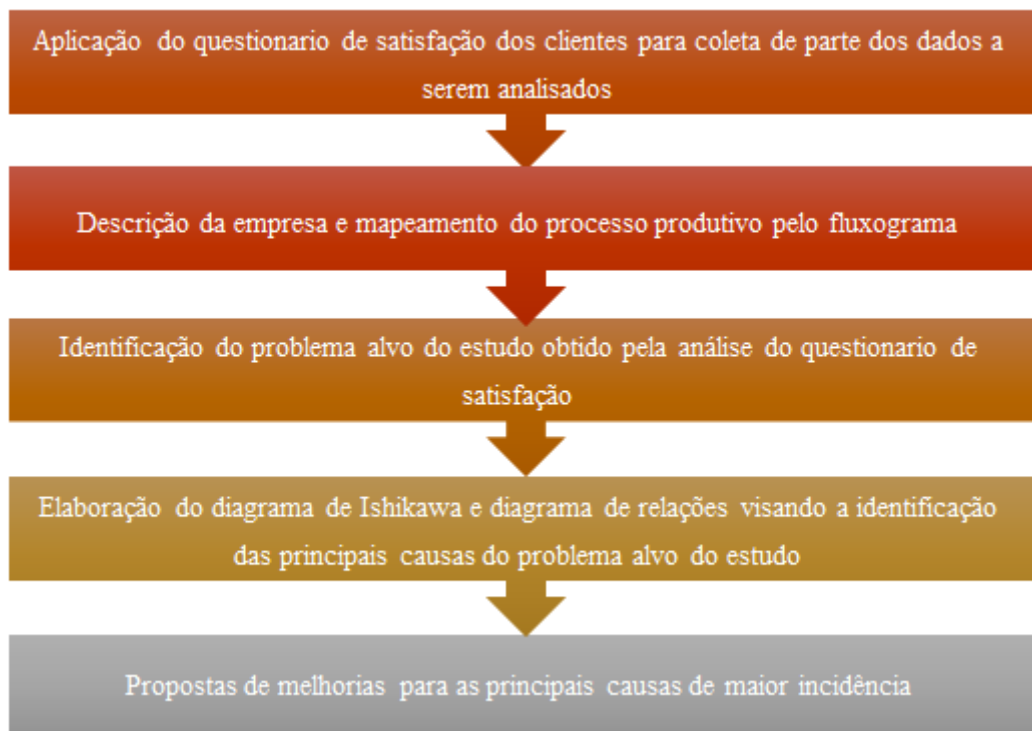 Aplicação do questionario de satisfação dos clientes para coleta de parte dos dados a
serem analisados
Descrição da empresa e mapeamento do processo produtivo pelo fluxograma
Identificação do problema alvo do estudo obtido pela análise do questionario de
satisfação
Elaboração do diagrama de Ishikawa e diagrama de relações visando a identificação
das principais causas do problema alvo do estudo
Propostas de melhorias para as principais causas de maior incidência